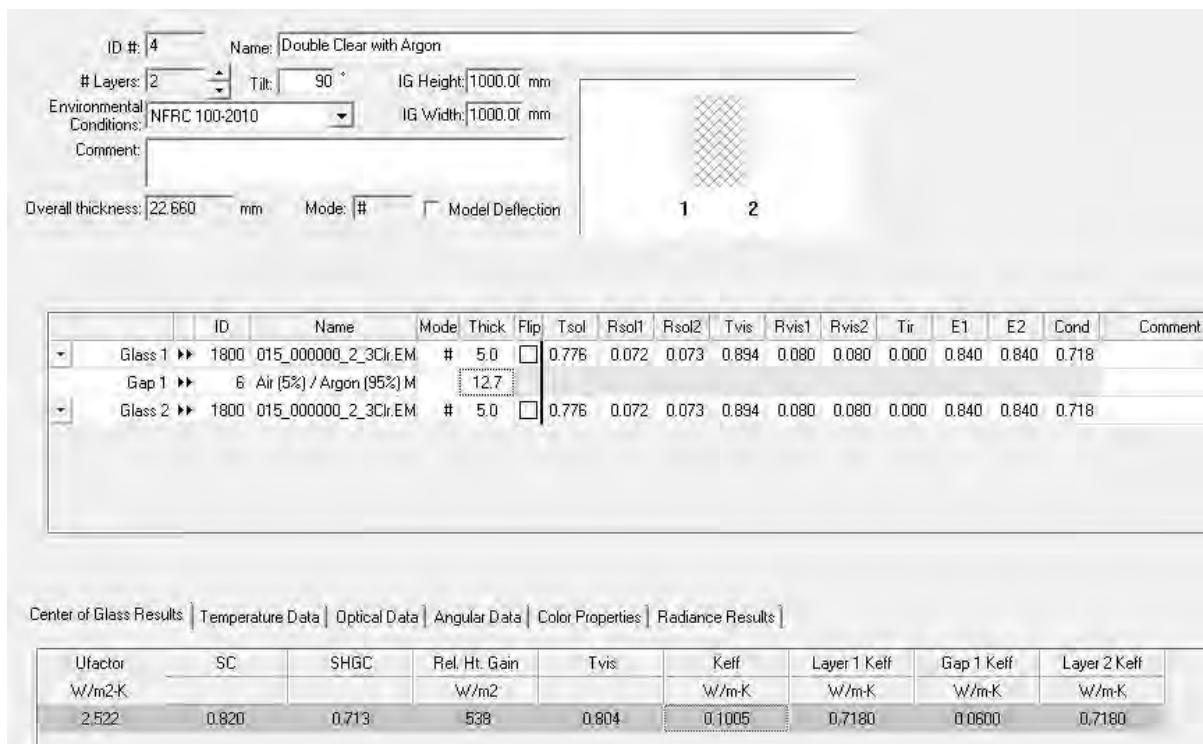 ID #: 4 Name: Double Clear with Argon
# Layers: 2 Tilt: 90 ° IG Height: 1000.0( mm
Environmental Conditions: NFRC 100-2010 IG Width: 1000.0( mm
Comment:
Overall thickness: 22.660 mm Mode: # Model Deflection
1 2
ID Name Mode Thick Flip Tsol Rsol1 Rsol2 Tvis Rvis1 Rvis2 Tir E1 E2 Cond Comment
Glass 1 1800 015_000000_2_3Clr.EM # 5.0 0.776 0.072 0.073 0.894 0.080 0.080 0.000 0.840 0.840 0.718
Gap 1 6 Air (5%) / Argon (95%) M 12.7
Glass 2 1800 015_000000_2_3Clr.EM # 5.0 0.776 0.072 0.073 0.894 0.080 0.080 0.000 0.840 0.840 0.718
Center of Glass Results Temperature Data Optical Data Angular Data Color Properties Radiance Results
Ufactor SC SHGC Rel. Ht. Gain Tvis Keff Layer 1 Keff Gap 1 Keff Layer 2 Keff
W/m2-K W/m2 W/m-K W/m-K W/m-K W/m-K
2.522 0.820 0.713 538 0.804 0.1005 0.7180 0.0600 0.7180